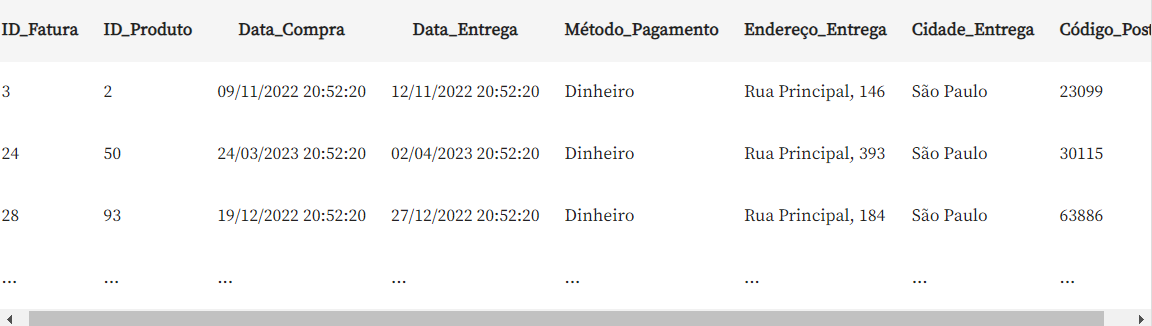 ID_Fatura ID_Produto Data_Compra Data_Entrega Método_Pagamento Endereço_Entrega Cidade_Entrega Código_Post
3 2 09/11/2022 20:52:20 12/11/2022 20:52:20 Dinheiro Rua Principal, 146 São Paulo 23099
24 50 24/03/2023 20:52:20 02/04/2023 20:52:20 Dinheiro Rua Principal, 393 São Paulo 30115
28 93 19/12/2022 20:52:20 27/12/2022 20:52:20 Dinheiro Rua Principal, 184 São Paulo 63886
... ... ... ... ... ... ... ...